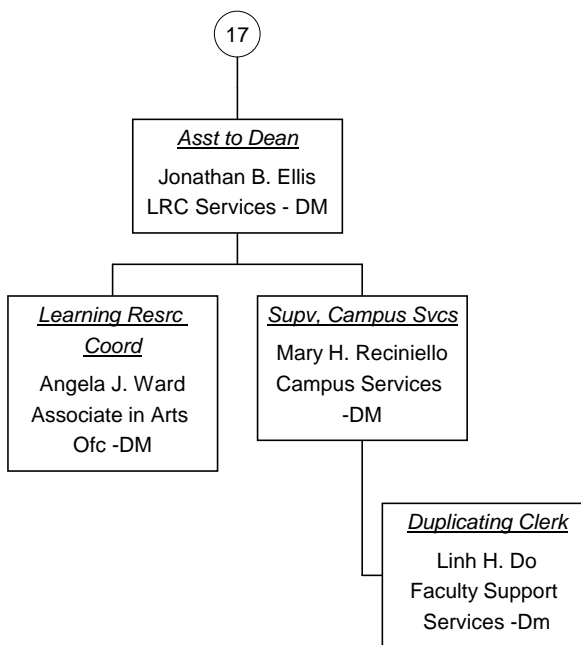 17
Asst to Dean
Jonathan B. Ellis
LRC Services - DM
Learning Resrc
Coord
Angela J. Ward
Associate in Arts
Ofc -DM
Supv, Campus Svcs
Mary H. Reciniello
Campus Services
-DM
Duplicating Clerk
Linh H. Do
Faculty Support
Services -Dm